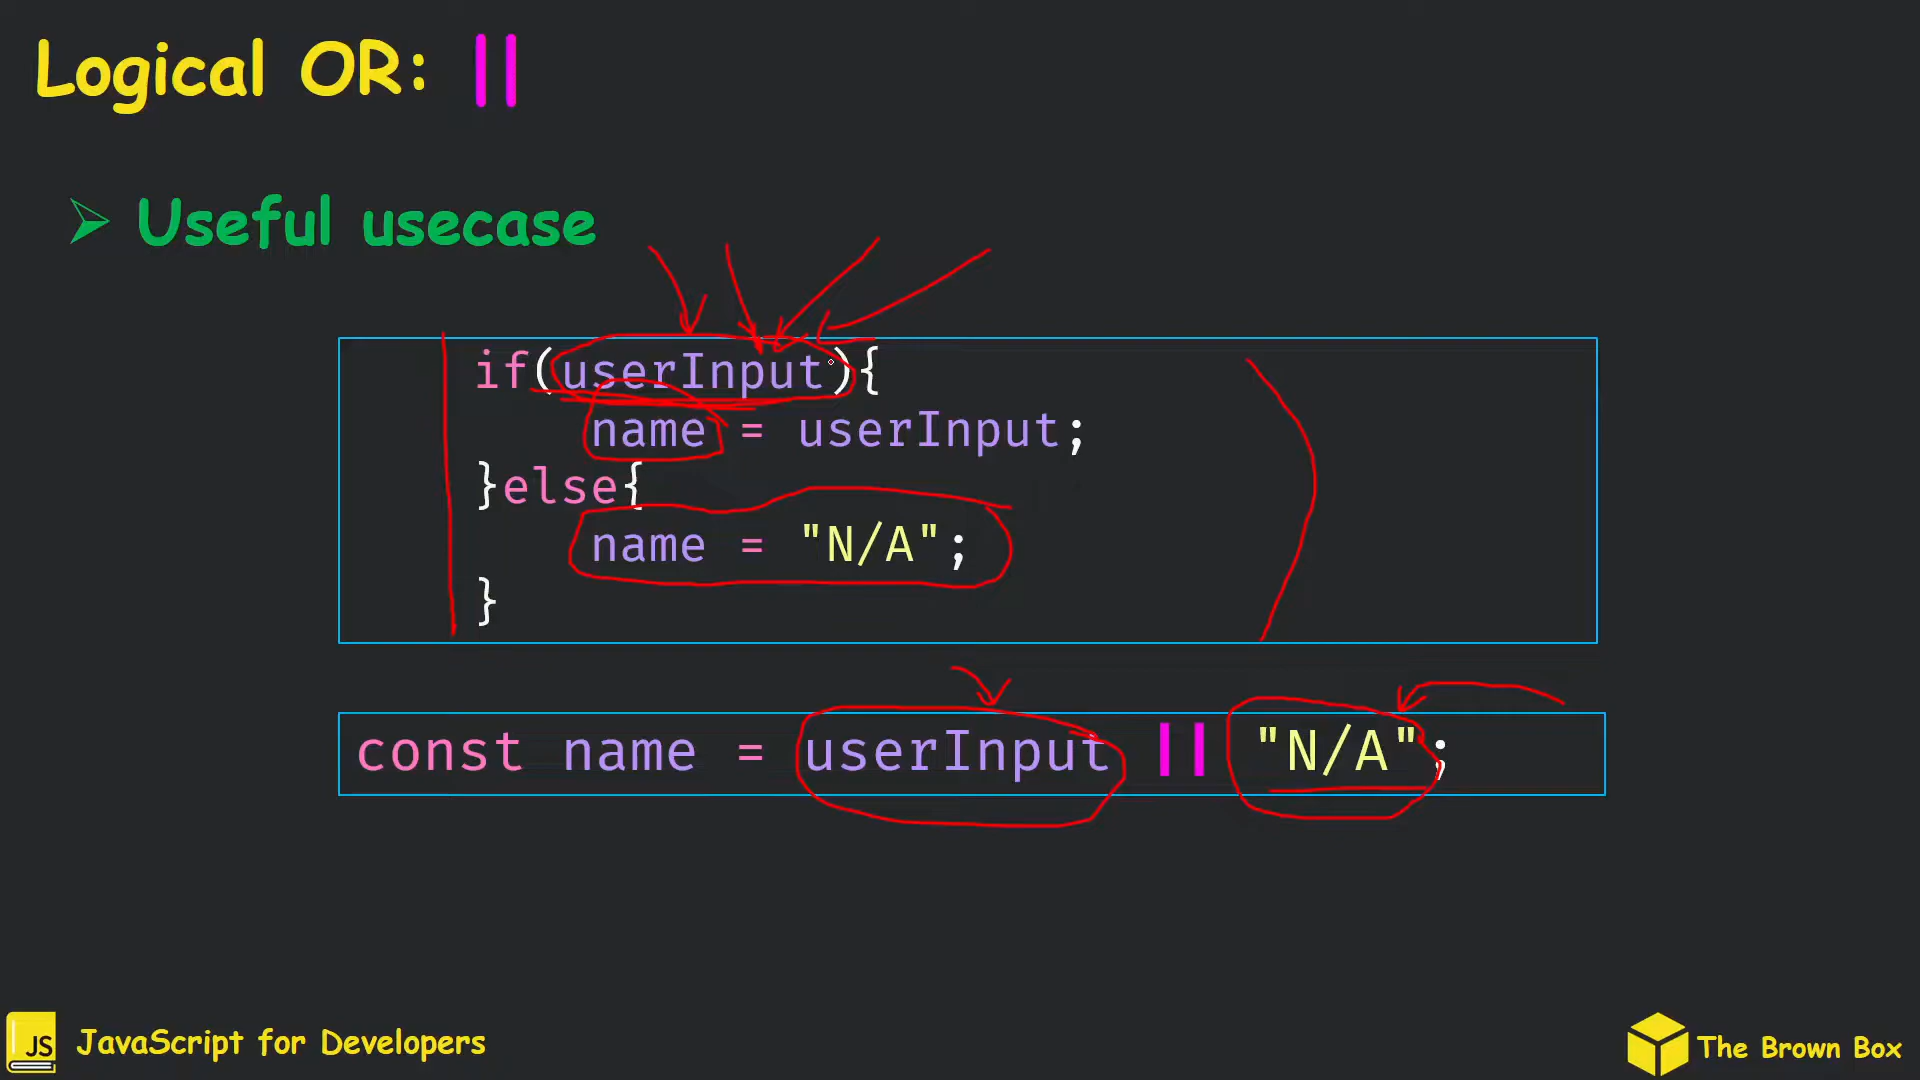 Logical OR: ||
Useful usecase
if(userInput){
name = userInput;
}else{
name = "N/A";
}
const name = userInput || "N/A";
JS
JavaScript for Developers
The Brown Box